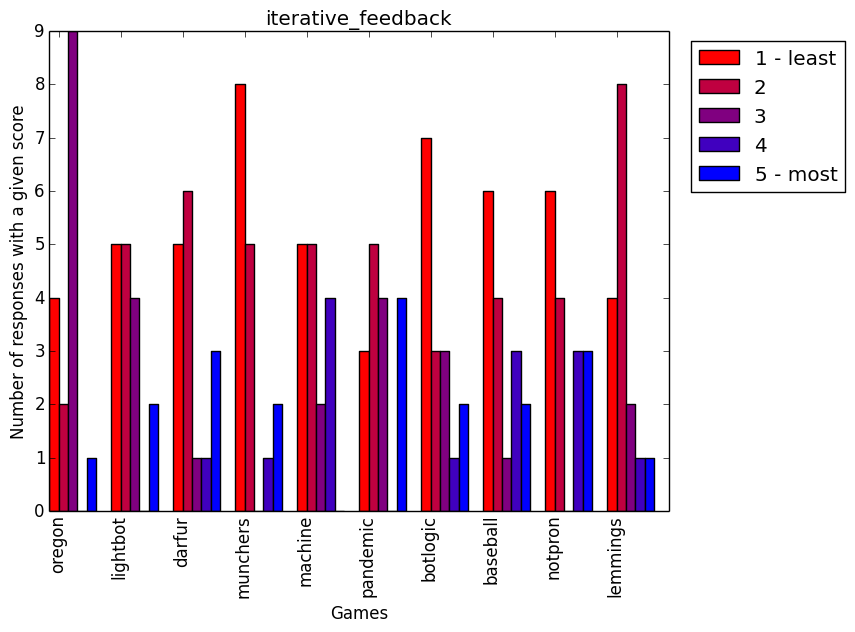 iterative_feedback
9
8
7
6
5
4
3
2
1
0
Number of responses with a given score
oregon
lightbot
darfur
munchers
machine
pandemic
botlogic
baseball
notpron
lemmings
Games
1 - least
2
3
4
5 - most